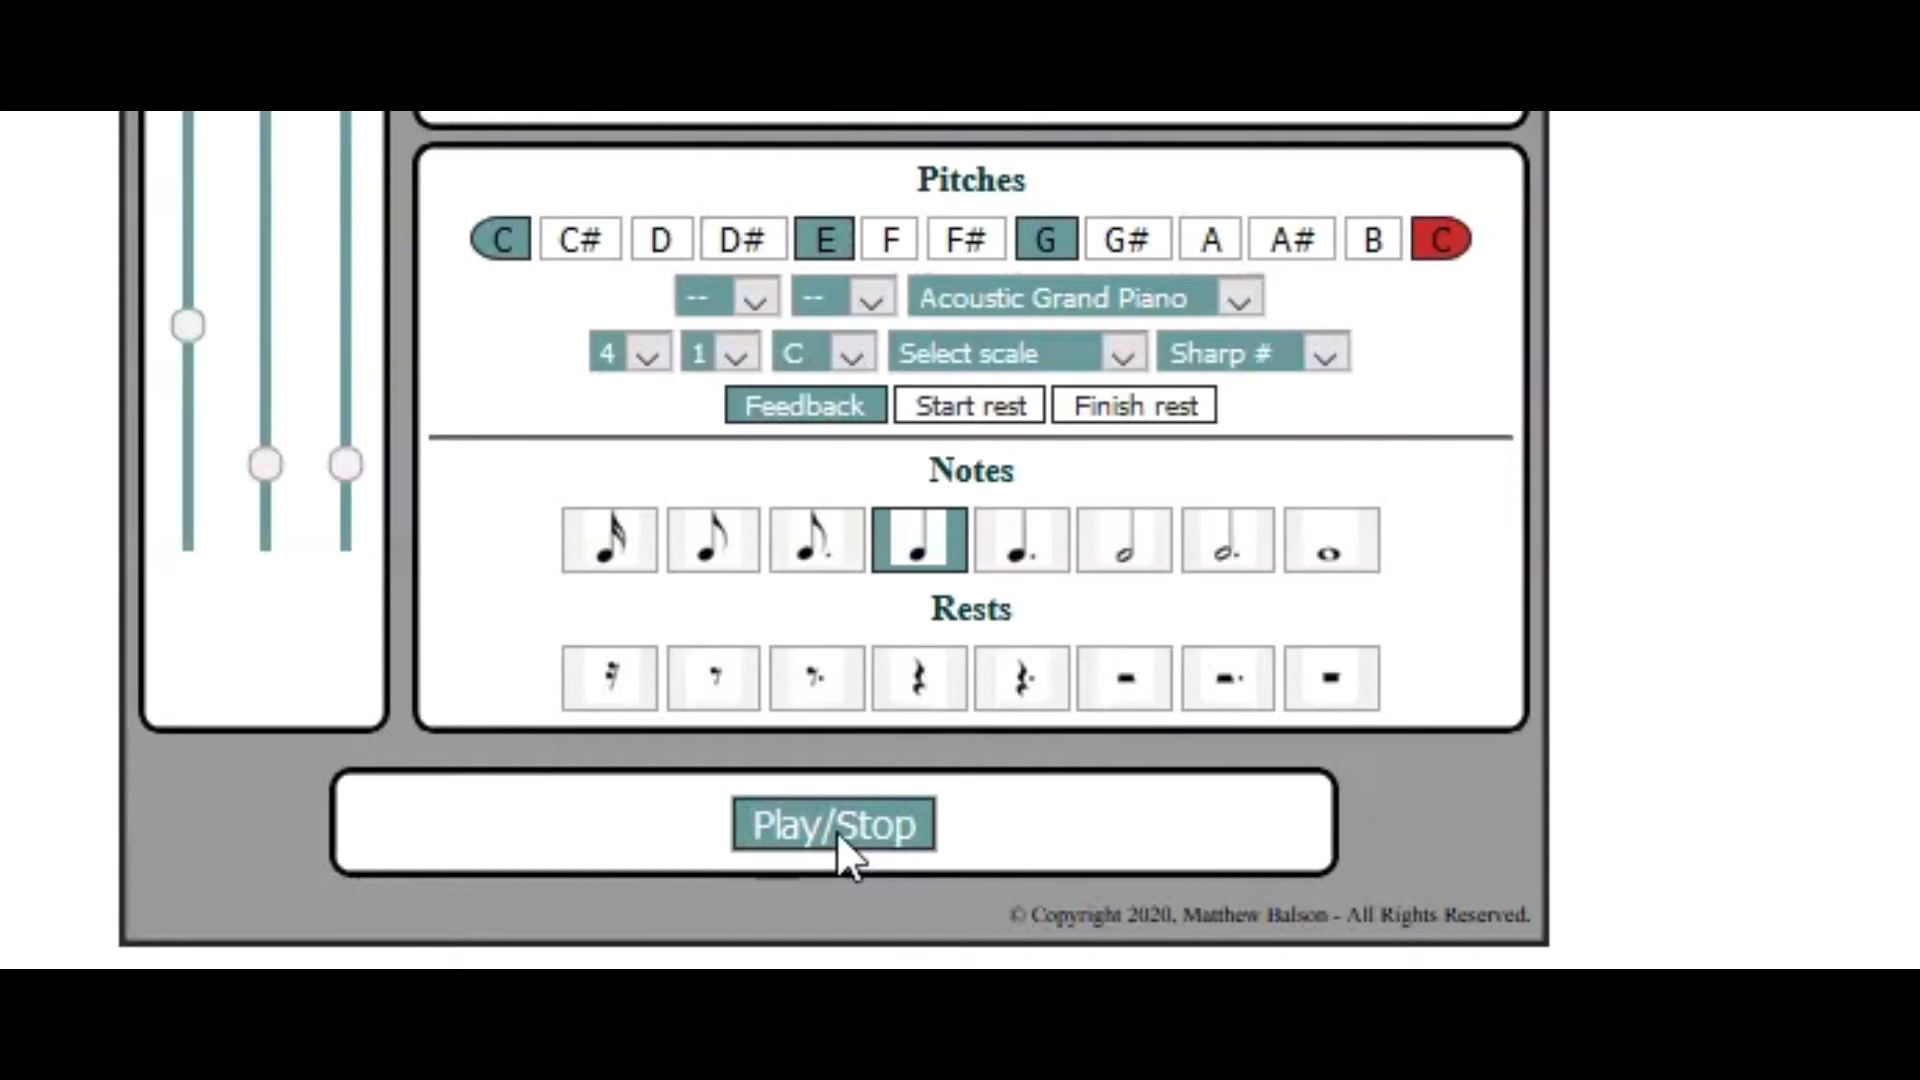 Pitches
C C# D D# E F F# G G# A A# B C
-- -- Acoustic Grand Piano
4 1 C Select scale Sharp #
Feedback Start rest Finish rest
Notes
Rests
Play/Stop
© Copyright 2020, Matthew Balson - All Rights Reserved.